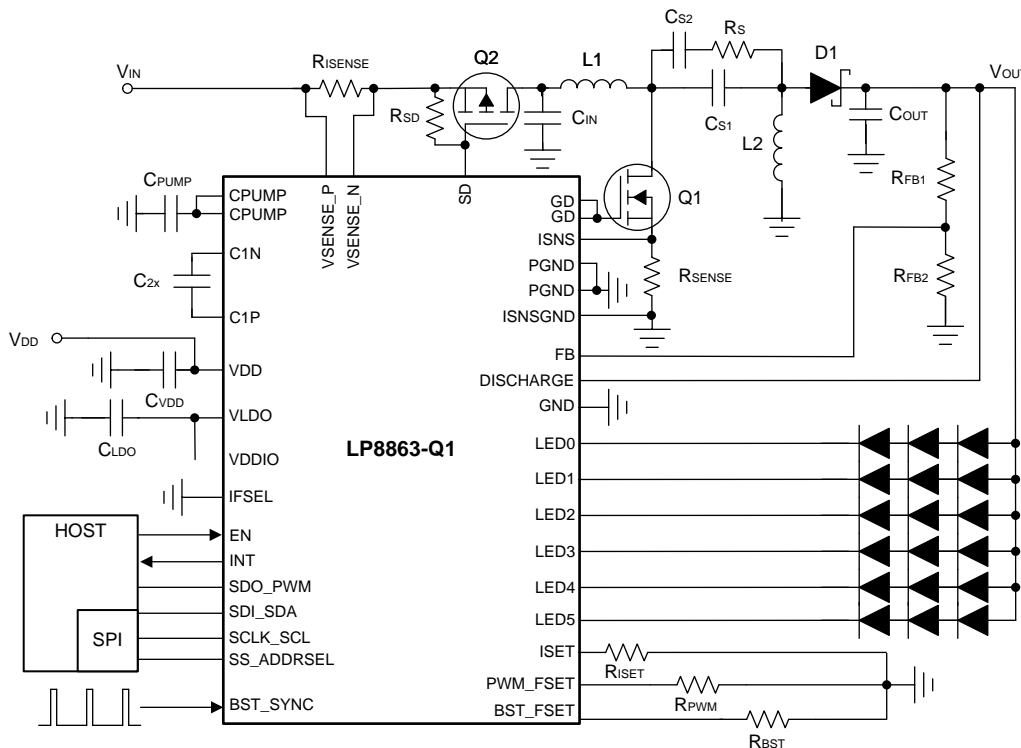 CS2
RS
Q2
L1
D1
RISENSE
VIN
VOUT
RSD
CIN
CS1
COUT
L2
CPUMP
CPUMP
CPUMP
VSENSE_P
VSENSE_N
SD
GD
GD
Q1
RFB1
ISNS
C1N
PGND
RSENSE
C2x
PGND
RFB2
C1P
ISNSGND
VDD
FB
VDD
DISCHARGE
CVDD
GND
VLDO
CLDO
LP8863-Q1
LED0
VDDIO
LED1
IFSEL
LED2
HOST
EN
LED3
INT
SDO_PWM
LED4
SDI_SDA
LED5
SPI
SCLK_SCL
SS_ADDRSEL
ISET
RISET
PWM_FSET
RPWM
BST_SYNC
BST_FSET
RBST